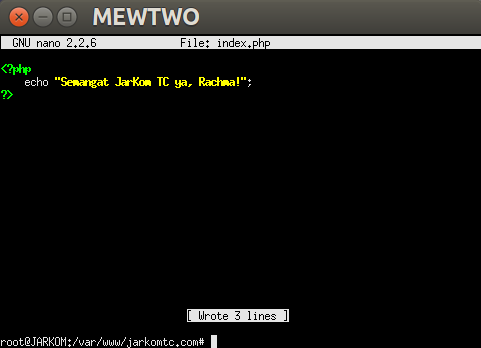 MEWTWO
GNU nano 2.2.6 File: index.php
<?php
echo "Semangat JarKom TC ya, Rachma!";
?>
[ Wrote 3 lines ]
root@JARKOM:/var/www/jarkomtc.com#